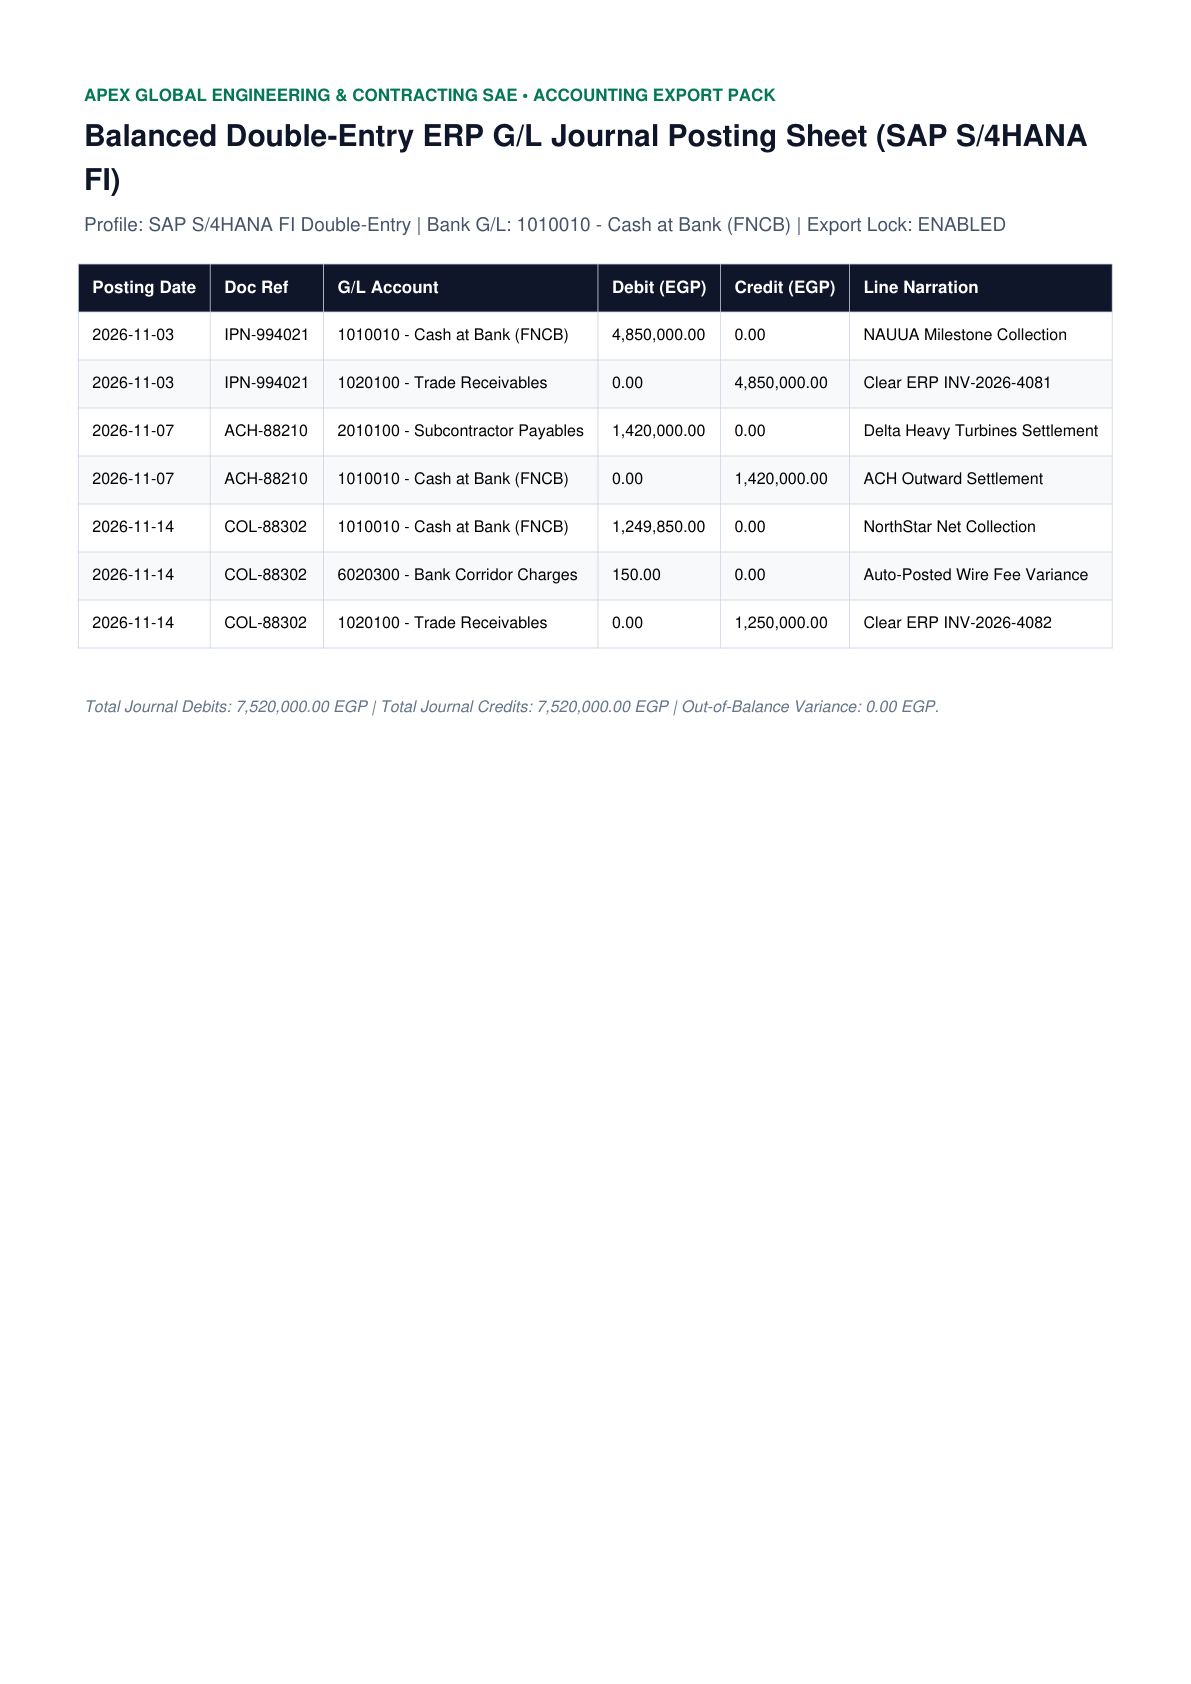 APEX GLOBAL ENGINEERING & CONTRACTING SAE • ACCOUNTING EXPORT PACK
Balanced Double-Entry ERP G/L Journal Posting Sheet (SAP S/4HANA
FI)
Profile: SAP S/4HANA FI Double-Entry | Bank G/L: 1010010 - Cash at Bank (FNCB) | Export Lock: ENABLED
Posting Date Doc Ref G/L Account Debit (EGP) Credit (EGP) Line Narration
2026-11-03 IPN-994021 1010010 - Cash at Bank (FNCB) 4,850,000.00 0.00 NAUUA Milestone Collection
2026-11-03 IPN-994021 1020100 - Trade Receivables 0.00 4,850,000.00 Clear ERP INV-2026-4081
2026-11-07 ACH-88210 2010100 - Subcontractor Payables 1,420,000.00 0.00 Delta Heavy Turbines Settlement
2026-11-07 ACH-88210 1010010 - Cash at Bank (FNCB) 0.00 1,420,000.00 ACH Outward Settlement
2026-11-14 COL-88302 1010010 - Cash at Bank (FNCB) 1,249,850.00 0.00 NorthStar Net Collection
2026-11-14 COL-88302 6020300 - Bank Corridor Charges 150.00 0.00 Auto-Posted Wire Fee Variance
2026-11-14 COL-88302 1020100 - Trade Receivables 0.00 1,250,000.00 Clear ERP INV-2026-4082
Total Journal Debits: 7,520,000.00 EGP | Total Journal Credits: 7,520,000.00 EGP | Out-of-Balance Variance: 0.00 EGP.